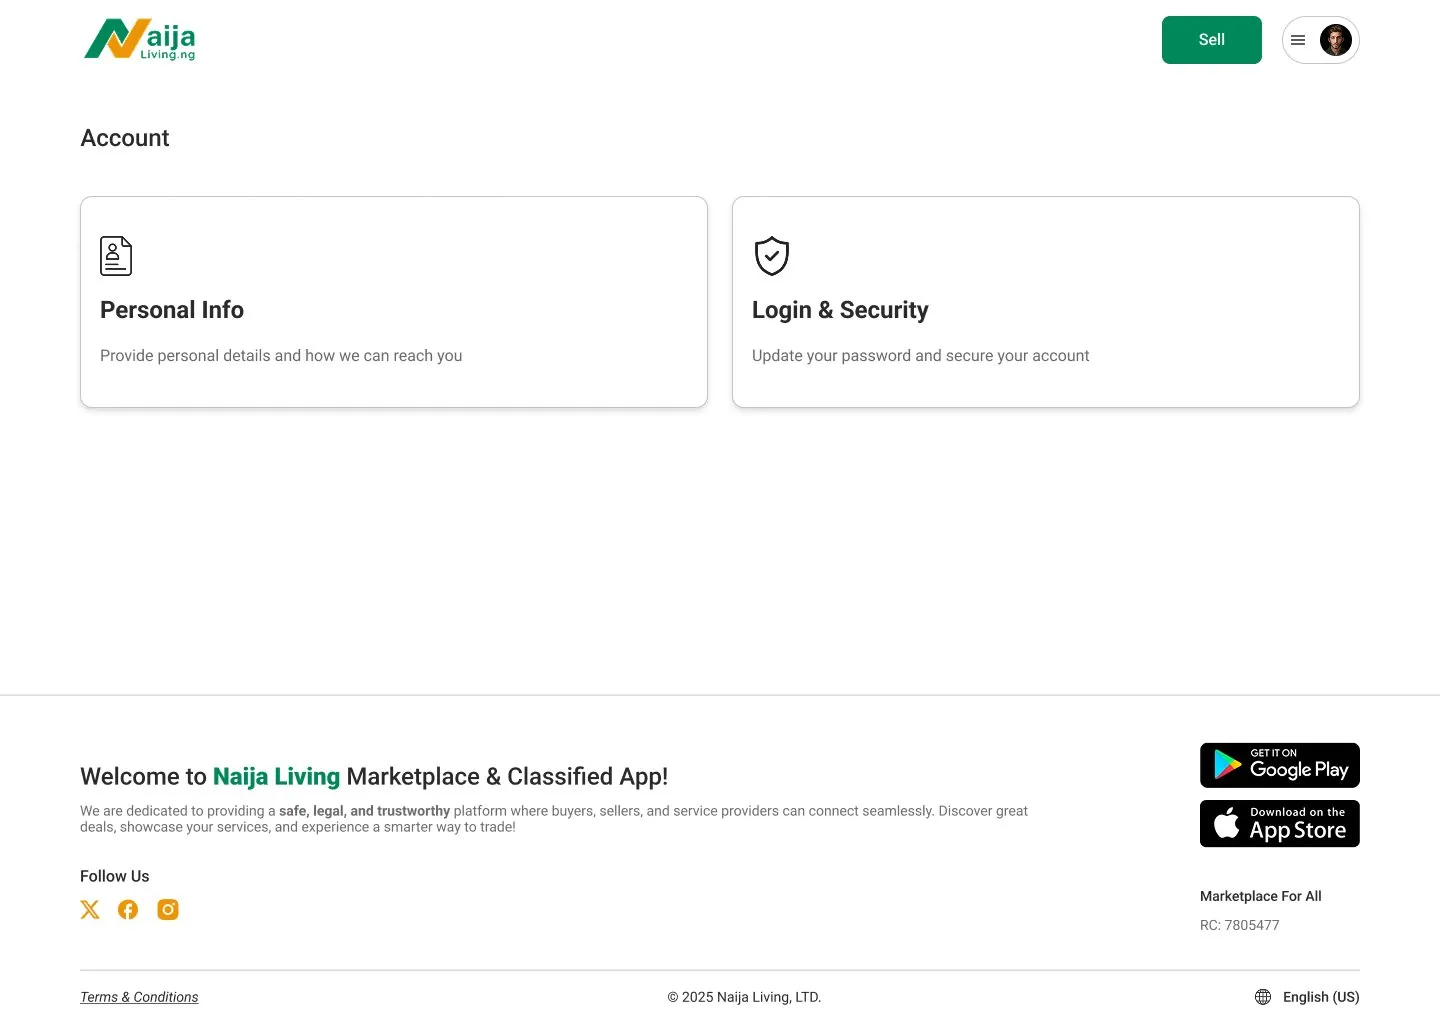 Naija
Living.ng
Sell
Account
Personal Info
Provide personal details and how we can reach you
Login & Security
Update your password and secure your account
Welcome to Naija Living Marketplace & Classified App!
We are dedicated to providing a safe, legal, and trustworthy platform where buyers, sellers, and service providers can connect seamlessly. Discover great
deals, showcase your services, and experience a smarter way to trade!
Follow Us
GET IT ON
Google Play
Download on the
App Store
Marketplace For All
RC: 7805477
Terms & Conditions
© 2025 Naija Living, LTD.
English (US)